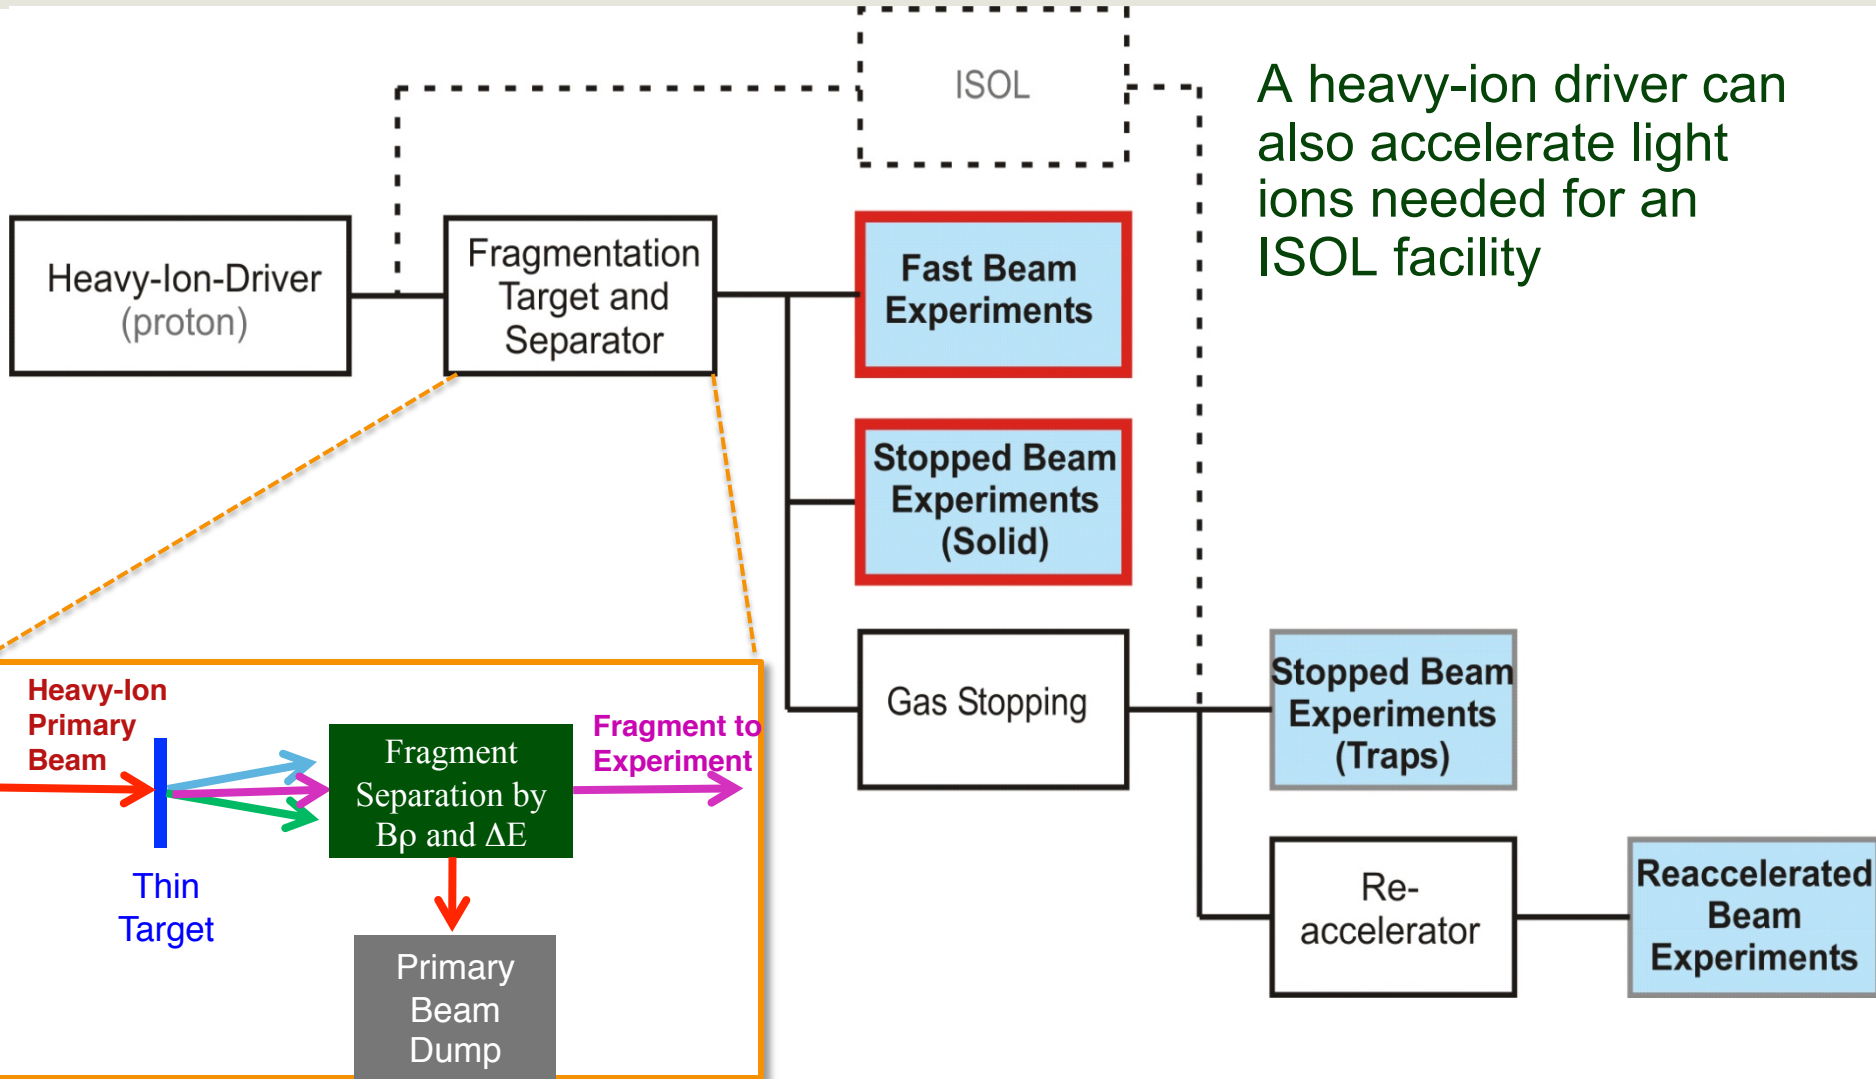 ISOL
A heavy-ion driver can
also accelerate light
ions needed for an
ISOL facility
Heavy-Ion-Driver
(proton)
Fragmentation
Target and
Separator
Fast Beam
Experiments
Stopped Beam
Experiments
(Solid)
Gas Stopping
Stopped Beam
Experiments
(Traps)
Re-
accelerator
Reaccelerated
Beam
Experiments
Heavy-Ion
Primary
Beam
Thin
Target
Fragment
Separation by
Bρ and ΔE
Fragment to
Experiment
Primary
Beam
Dump